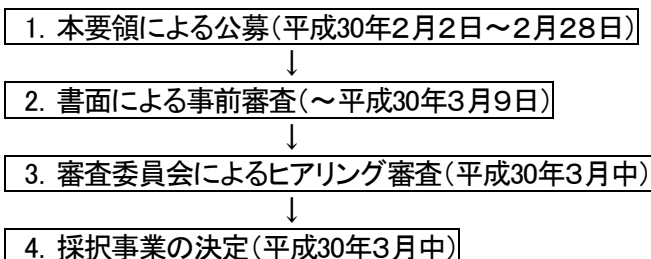 1. 本要領による公募(平成30年２月２日～２月２８日)
↓
2. 書面による事前審査(～平成30年３月９日)
↓
3. 審査委員会によるヒアリング審査(平成30年３月中)
↓
4. 採択事業の決定(平成30年３月中)